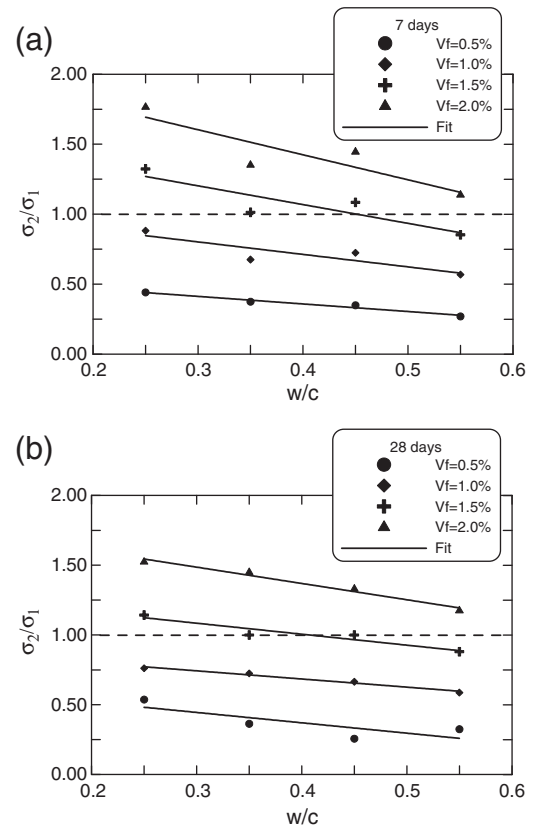 (a)
7 days
Vf=0.5%
Vf=1.0%
Vf=1.5%
Vf=2.0%
Fit
2.00
1.50
1.00
0.50
0.00
σ2/σ1
0.2 0.3 0.4 0.5 0.6
w/c
(b)
28 days
Vf=0.5%
Vf=1.0%
Vf=1.5%
Vf=2.0%
Fit
2.00
1.50
1.00
0.50
0.00
σ2/σ1
0.2 0.3 0.4 0.5 0.6
w/c